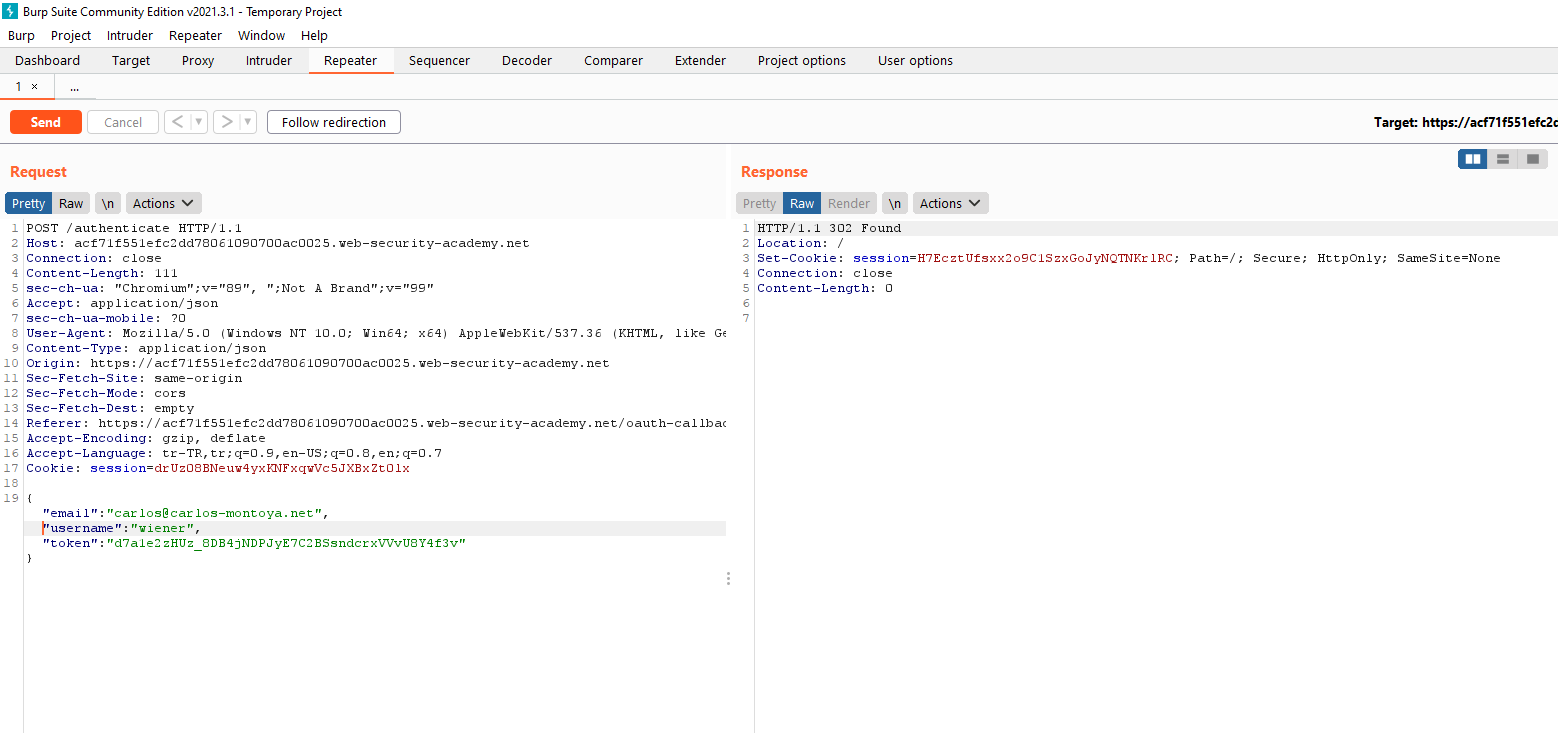 Burp Suite Community Edition v2021.3.1 - Temporary Project
Burp Project Intruder Repeater Window Help
Dashboard Target Proxy Intruder Repeater Sequencer Decoder Comparer Extender Project options User options
1 × ...
Send Cancel < > Follow redirection Target: https://acf71f551efc2d
Request
Pretty Raw \n Actions
1 POST /authenticate HTTP/1.1
2 Host: acf71f551efc2dd78061090700ac0025.web-security-academy.net
3 Connection: close
4 Content-Length: 111
5 sec-ch-ua: "Chromium";v="89", ";Not A Brand";v="99"
6 Accept: application/json
7 sec-ch-ua-mobile: ?0
8 User-Agent: Mozilla/5.0 (Windows NT 10.0; Win64; x64) AppleWebKit/537.36 (KHTML, like Ge
9 Content-Type: application/json
10 Origin: https://acf71f551efc2dd78061090700ac0025.web-security-academy.net
11 Sec-Fetch-Site: same-origin
12 Sec-Fetch-Mode: cors
13 Sec-Fetch-Dest: empty
14 Referer: https://acf71f551efc2dd78061090700ac0025.web-security-academy.net/oauth-callbac
15 Accept-Encoding: gzip, deflate
16 Accept-Language: tr-TR,tr;q=0.9,en-US;q=0.8,en;q=0.7
17 Cookie: session=drUz08BNeuw4yxKNFxqwVc5JXBxZt01x
18
19 {
"email":"carlos@carlos-montoya.net",
"username":"wiener",
"token":"d7a1e2zHUz_8DB4jNDPJyE7C2BSsndcrxVVvU8Y4f3v"
}
Response
Pretty Raw Render \n Actions
1 HTTP/1.1 302 Found
2 Location: /
3 Set-Cookie: session=H7EcztUfsxx2o9C1SzxGoJyNQTNKrlRC; Path=/; Secure; HttpOnly; SameSite=None
4 Connection: close
5 Content-Length: 0
6
7